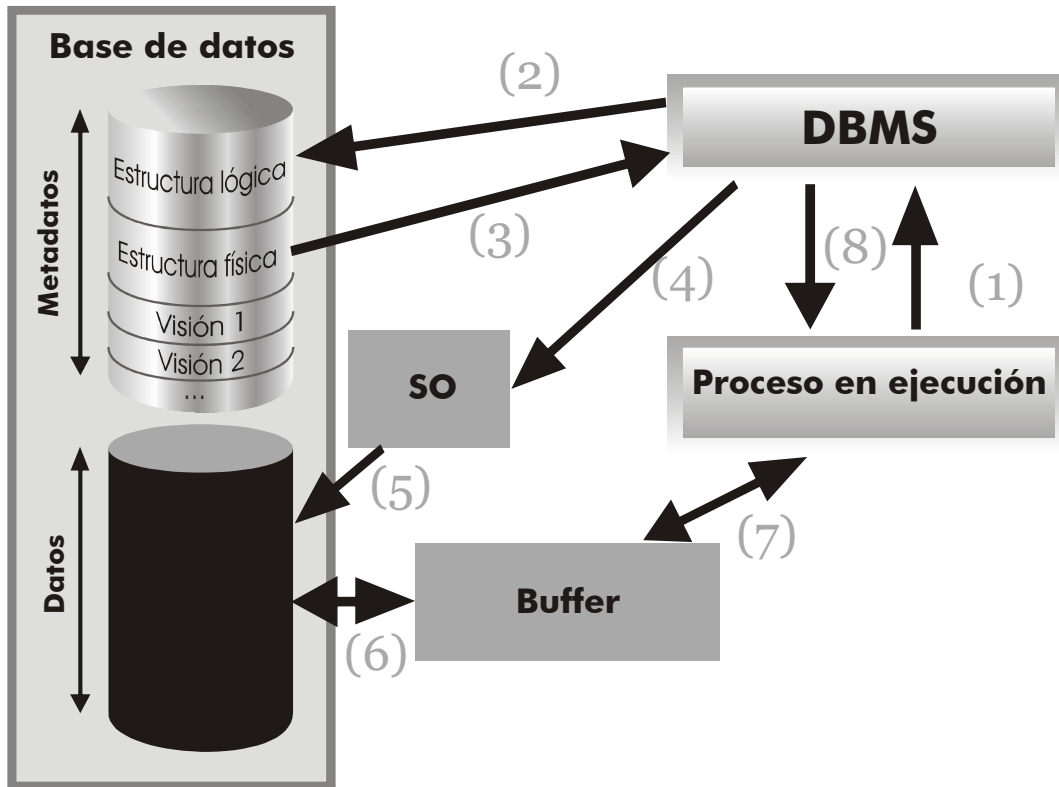 Base de datos
Metadatos
Estructura lógica
Estructura física
Visión 1
Visión 2
...
Datos
(2)
(3)
(4)
DBMS
(8)
(1)
SO
Proceso en ejecución
(5)
(7)
Buffer
(6)